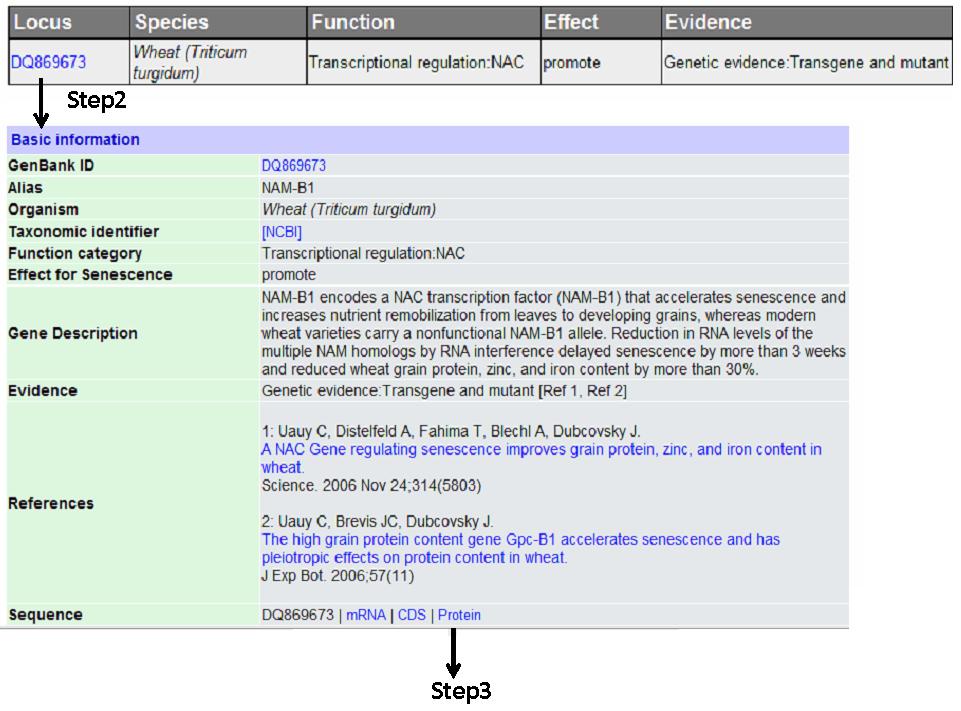 Locus Species Function Effect Evidence
DQ869673 Wheat (Triticum turgidum) Transcriptional regulation:NAC promote Genetic evidence:Transgene and mutant
Step2
Basic information
GenBank ID DQ869673
Alias NAM-B1
Organism Wheat (Triticum turgidum)
Taxonomic identifier [NCBI]
Function category Transcriptional regulation:NAC
Effect for Senescence promote
Gene Description
NAM-B1 encodes a NAC transcription factor (NAM-B1) that accelerates senescence and
increases nutrient remobilization from leaves to developing grains, whereas modern
wheat varieties carry a nonfunctional NAM-B1 allele. Reduction in RNA levels of the
multiple NAM homologs by RNA interference delayed senescence by more than 3 weeks
and reduced wheat grain protein, zinc, and iron content by more than 30%.
Evidence Genetic evidence:Transgene and mutant [Ref 1, Ref 2]
References
1: Uauy C, Distelfeld A, Fahima T, Blechl A, Dubcovsky J.
A NAC Gene regulating senescence improves grain protein, zinc, and iron content in
wheat.
Science. 2006 Nov 24;314(5803)
2: Uauy C, Brevis JC, Dubcovsky J.
The high grain protein content gene Gpc-B1 accelerates senescence and has
pleiotropic effects on protein content in wheat.
J Exp Bot. 2006;57(11)
Sequence DQ869673 | mRNA | CDS | Protein
Step3